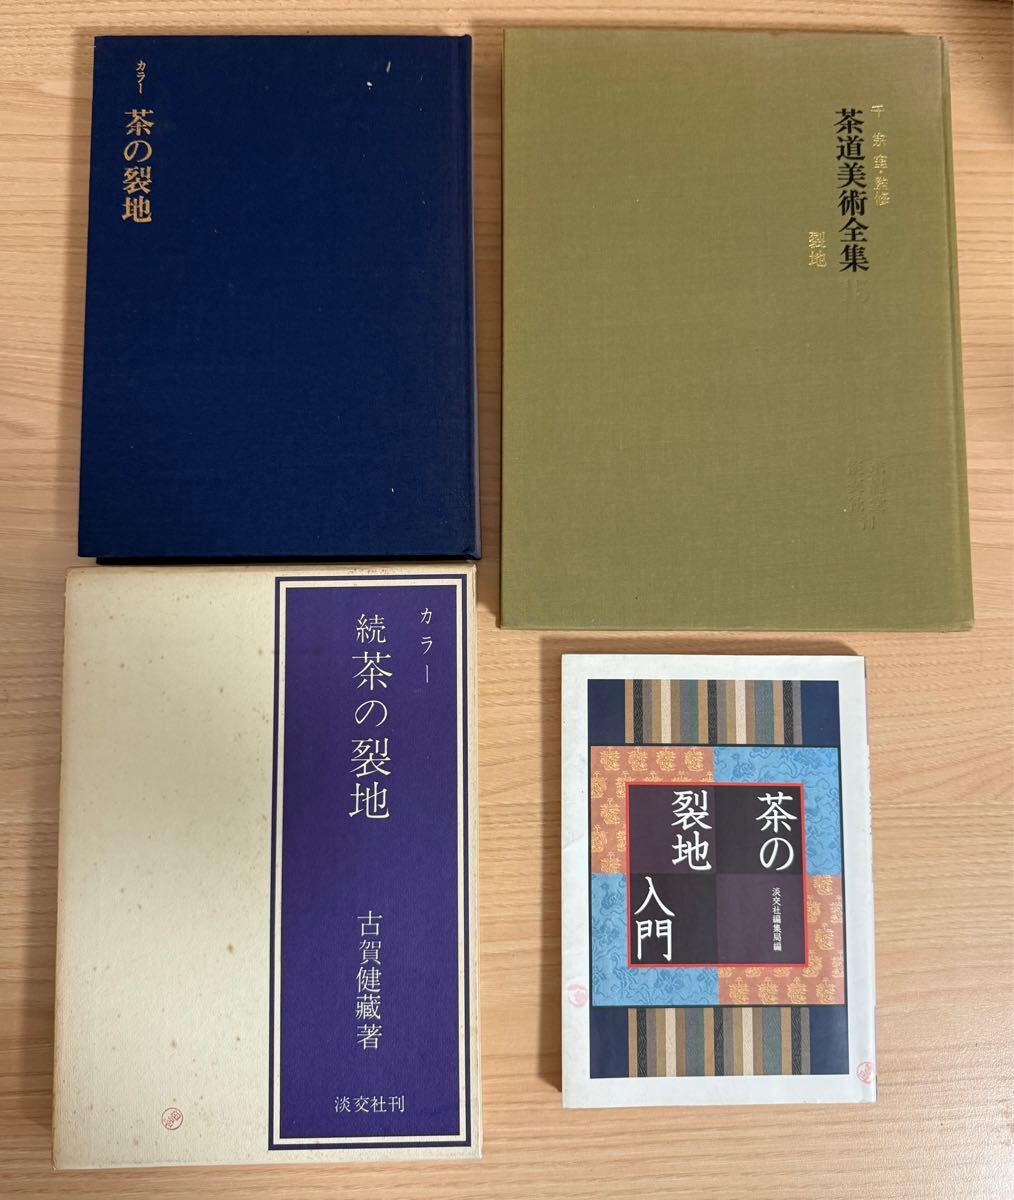 カラー
茶の裂地
千宗室・監修
茶道美術全集
15
裂地
カラー
続茶の裂地
古賀健藏著
淡交社刊
茶の
裂地
入門
淡交社編集局編